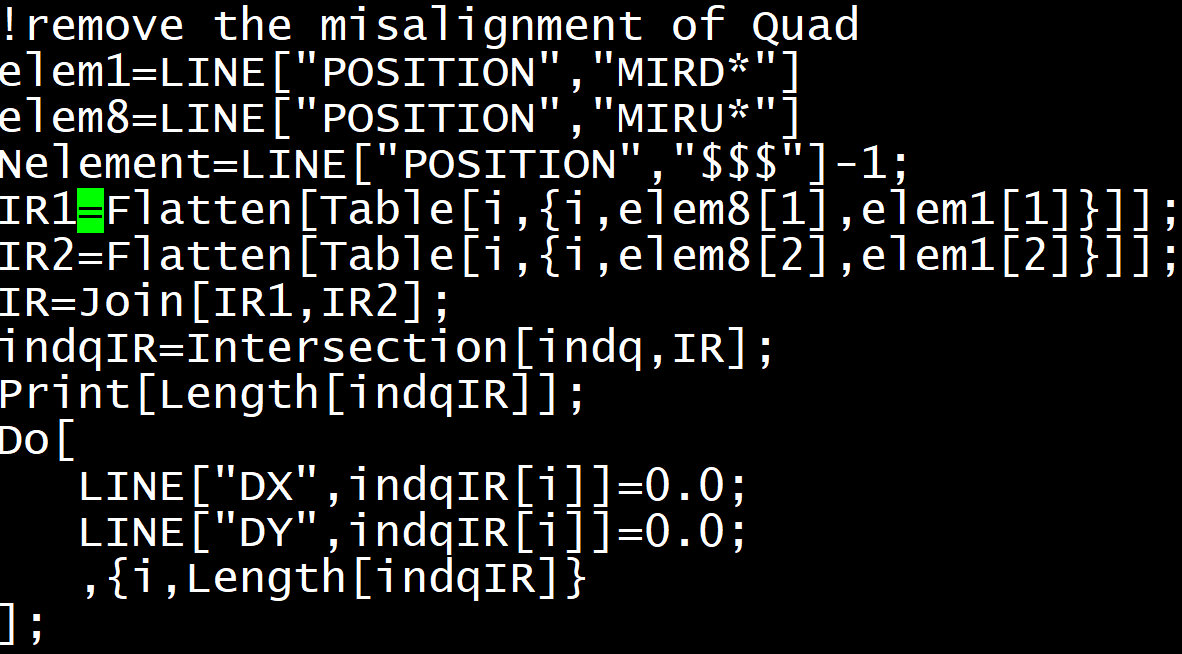 !remove the misalignment of Quad
elem1=LINE["POSITION","MIRD*"]
elem8=LINE["POSITION","MIRU*"]
Nelement=LINE["POSITION","$$$"]-1;
IR1=Flatten[Table[i,{i,elem8[1],elem1[1]}]];
IR2=Flatten[Table[i,{i,elem8[2],elem1[2]}]];
IR=Join[IR1,IR2];
indqIR=Intersection[indq,IR];
Print[Length[indqIR]];
Do[
   LINE["DX",indqIR[i]]=0.0;
   LINE["DY",indqIR[i]]=0.0;
   ,{i,Length[indqIR]}
];